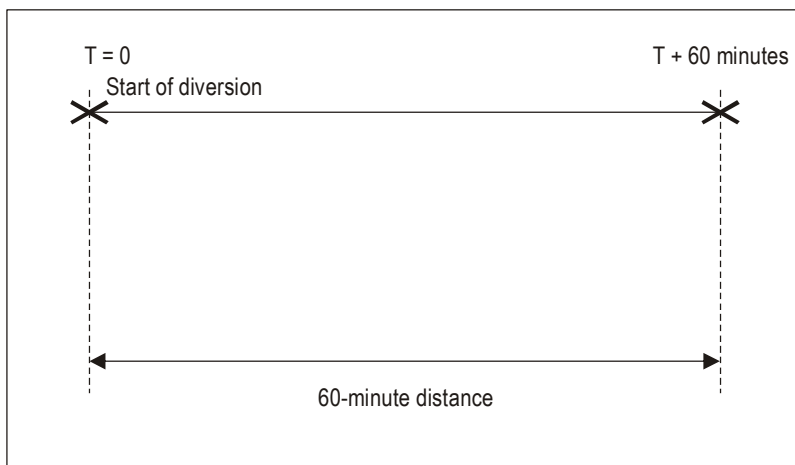 T = 0
T + 60 minutes
Start of diversion
60-minute distance